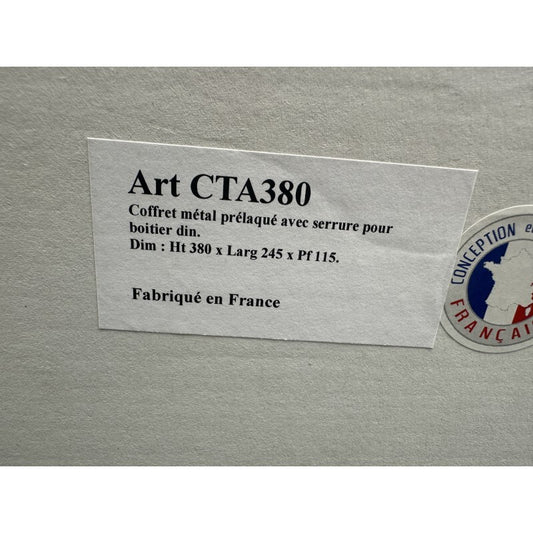 Art CTA380
Coffret métal prélaqué avec serrure pour
boitier din.
Dim : Ht 380 x Larg 245 x Pf 115.
Fabriqué en France
CONCEPTION